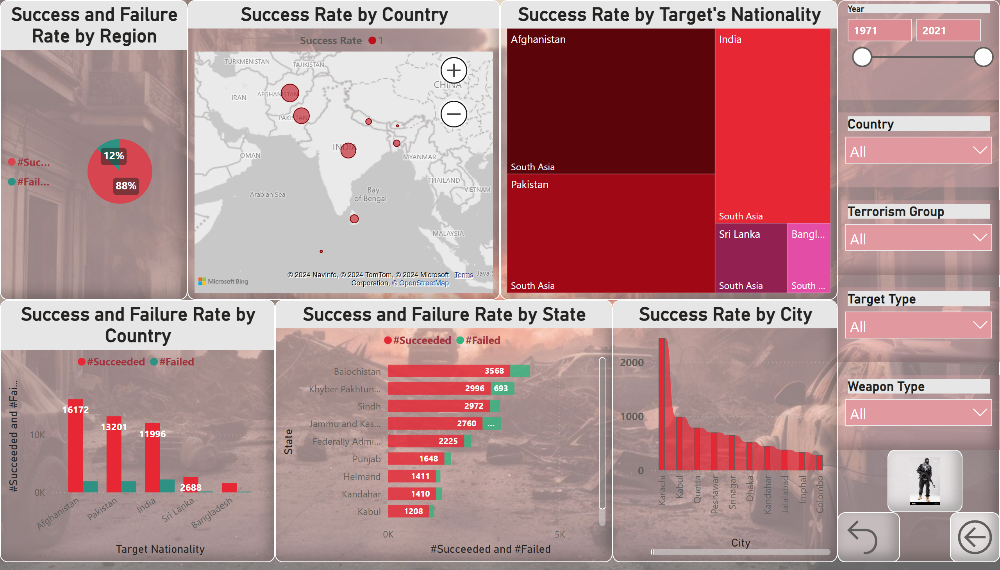 Success and Failure
Rate by Region
#Suc...
#Fail...
12%
88%
Success Rate by Country
Success Rate 1
TURKMENISTAN
TAJIKISTAN
CHINA
IRAN
AFGHANISTAN
PAKISTAN
INDIA
OMAN
MYANMAR
THAILAND
VIETNAM
Arabian Sea
Bay
of Bengal
MALAYSIA
Java S
Microsoft Bing
© 2024 NavInfo, © 2024 TomTom, © 2024 Microsoft Terms
Corporation, © OpenStreetMap
Success Rate by Target's Nationality
Afghanistan
South Asia
Pakistan
South Asia
India
South Asia
Sri Lanka
South Asia
Bangl...
South ...
Year
1971
2021
Country
All
Terrorism Group
All
Target Type
All
Weapon Type
All
Success and Failure Rate by
Country
#Succeeded #Failed
#Succeeded and #Fai...
10K
0K
16172
13201
11996
2688
Afghanistan
Pakistan
India
Sri Lanka
Bangladesh
Target Nationality
Success and Failure Rate by State
#Succeeded #Failed
State
Balochistan 3568
Khyber Pakhtun... 2996 693
Sindh 2972
Jammu and Kas... 2760 ...
Federally Admi... 2225
Punjab 1648
Helmand 1411
Kandahar 1410
Kabul 1208
0K 5K
#Succeeded and #Failed
Success Rate by City
2000
1000
0
Karachi
Kabul
Quetta
Peshawar
Srinagar
Dhaka
Kandahar
Jalalabad
Imphal
Colombo
City